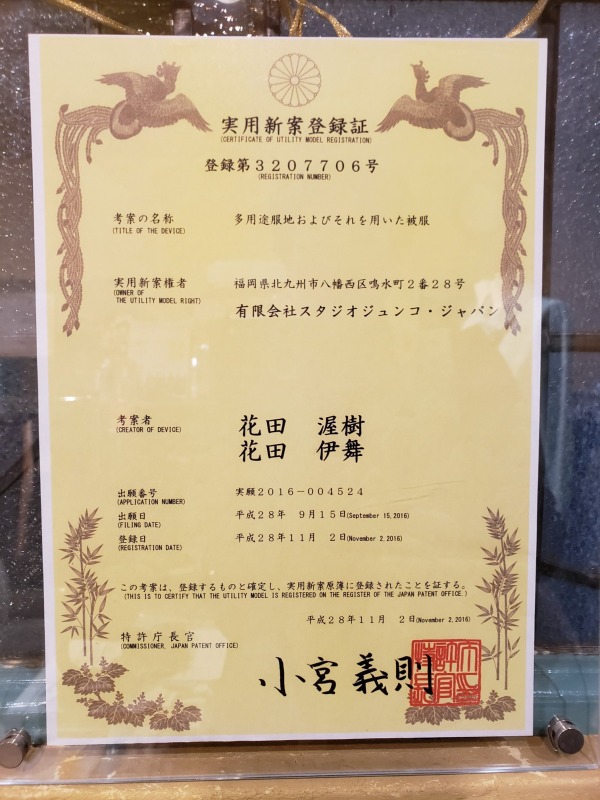 実用新案登録証
(CERTIFICATE OF UTILITY MODEL REGISTRATION)
登録第3207706号
(REGISTRATION NUMBER)
考案の名称 多用途服地およびそれを用いた被服
(TITLE OF THE DEVICE)
実用新案権者 福岡県北九州市八幡西区鳴水町2番28号
(OWNER OF
THE UTILITY MODEL RIGHT)
有限会社スタジオジュンコ・ジャパン
考案者
(CREATOR OF DEVICE)
花田 渥樹
花田 伊舞
出願番号 実願2016-004524
(APPLICATION NUMBER)
出願日 平成28年 9月15日(September 15,2016)
(FILING DATE)
登録日 平成28年11月 2日(November 2,2016)
(REGISTRATION DATE)
この考案は、登録するものと確定し、実用新案原簿に登録されたことを証する。
(THIS IS TO CERTIFY THAT THE UTILITY MODEL IS REGISTERED ON THE REGISTER OF THE JAPAN PATENT OFFICE.)
平成28年11月 2日(November 2,2016)
特許庁長官
(COMMISSIONER, JAPAN PATENT OFFICE)
小宮義則